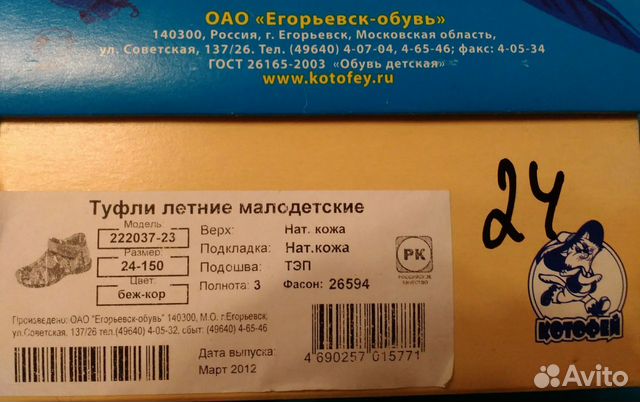 ОАО «Егорьевск-обувь»
140300, Россия, г. Егорьевск, Московская область,
ул. Советская, 137/26. Тел. (49640) 4-07-04, 4-65-46; факс: 4-05-34
ГОСТ 26165-2003 «Обувь детская»
www.kotofey.ru
24
Туфли летние малодетские
Модель:
222037-23
Размер:
24-150
Цвет:
беж-кор
Верх: Нат. кожа
Подкладка: Нат.кожа
Подошва: ТЭП
Полнота: 3 Фасон: 26594
РК
РОССИЙСКОЕ
КАЧЕСТВО
Произведено: ОАО "Егорьевск-обувь" 140300, М.О. г.Егорьевск,
ул.Советская, 137/26 тел.(49640) 4-05-32, сбыт: (49640) 4-65-46
Дата выпуска:
Март 2012
4 690257 015771
КОТОФЕЙ
Avito